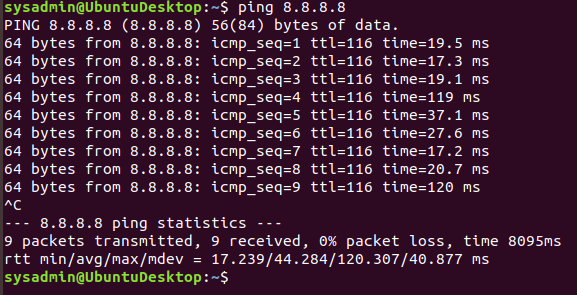 sysadmin@UbuntuDesktop:~$ ping 8.8.8.8
PING 8.8.8.8 (8.8.8.8) 56(84) bytes of data.
64 bytes from 8.8.8.8: icmp_seq=1 ttl=116 time=19.5 ms
64 bytes from 8.8.8.8: icmp_seq=2 ttl=116 time=17.3 ms
64 bytes from 8.8.8.8: icmp_seq=3 ttl=116 time=19.1 ms
64 bytes from 8.8.8.8: icmp_seq=4 ttl=116 time=119 ms
64 bytes from 8.8.8.8: icmp_seq=5 ttl=116 time=37.1 ms
64 bytes from 8.8.8.8: icmp_seq=6 ttl=116 time=27.6 ms
64 bytes from 8.8.8.8: icmp_seq=7 ttl=116 time=17.2 ms
64 bytes from 8.8.8.8: icmp_seq=8 ttl=116 time=20.7 ms
64 bytes from 8.8.8.8: icmp_seq=9 ttl=116 time=120 ms
^C
--- 8.8.8.8 ping statistics ---
9 packets transmitted, 9 received, 0% packet loss, time 8095ms
rtt min/avg/max/mdev = 17.239/44.284/120.307/40.877 ms
sysadmin@UbuntuDesktop:~$